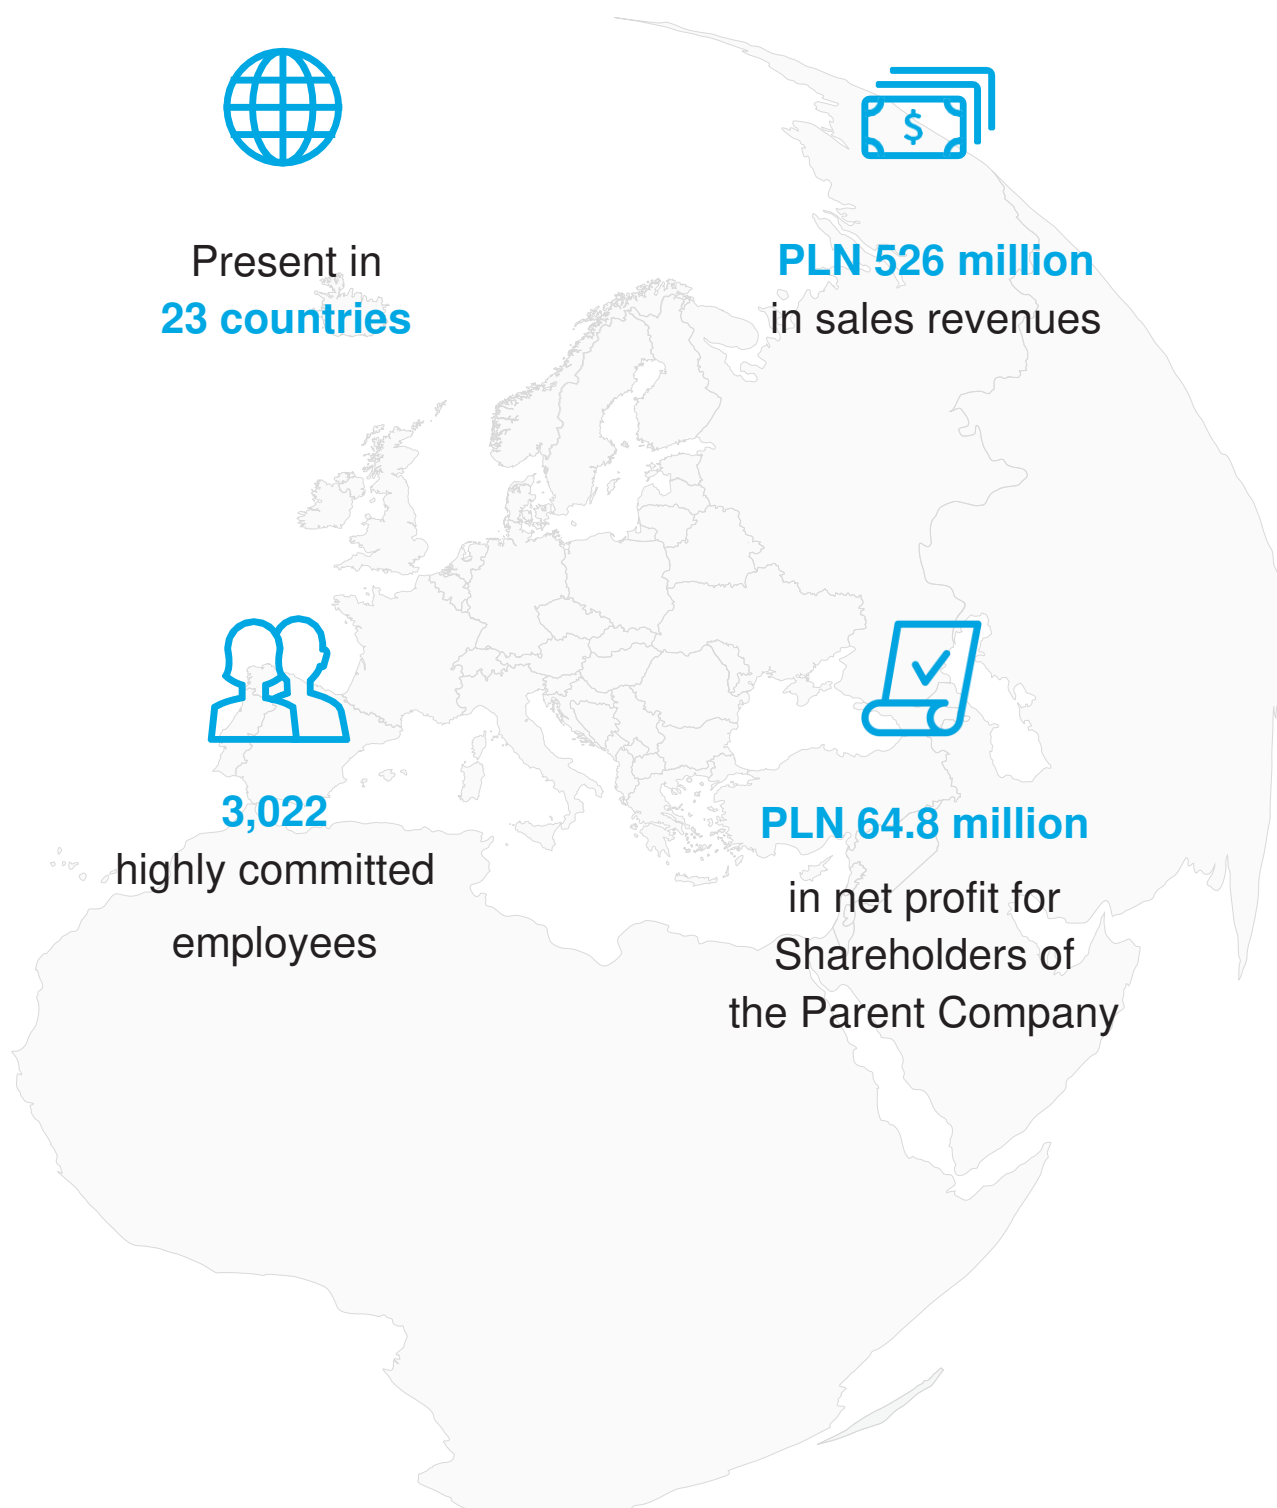 Present in
23 countries
PLN 526 million
in sales revenues
3,022
highly committed
employees
PLN 64.8 million
in net profit for
Shareholders of
the Parent Company